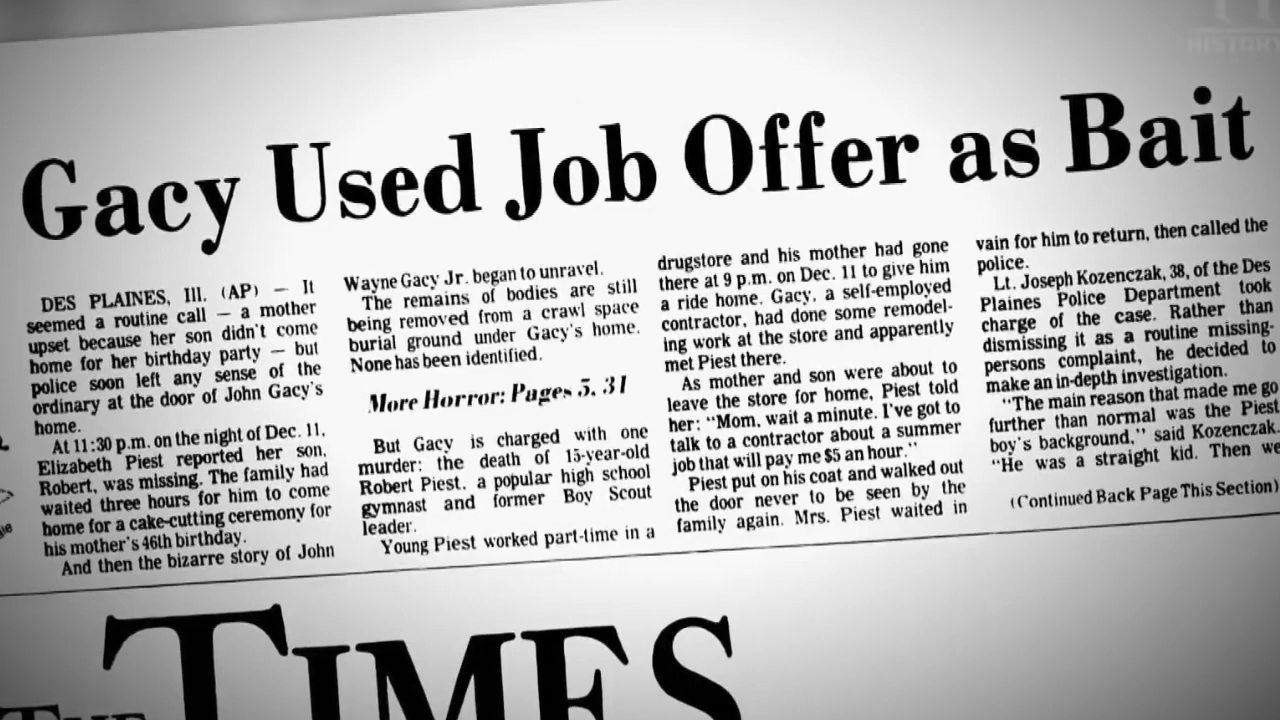 HISTORY
Gacy Used Job Offer as Bait
DES PLAINES, Ill. (AP) — It
seemed a routine call — a mother
upset because her son didn't come
home for her birthday party — but
police soon left any sense of the
ordinary at the door of John Gacy's
home.
At 11:30 p.m. on the night of Dec. 11,
Elizabeth Piest reported her son,
Robert, was missing. The family had
waited three hours for him to come
home for a cake-cutting ceremony for
his mother's 46th birthday.
And then the bizarre story of John
Wayne Gacy Jr. began to unravel.
The remains of bodies are still
being removed from a crawl space
burial ground under Gacy's home.
None has been identified.
More Horror: Pages 5, 31
But Gacy is charged with one
murder: the death of 15-year-old
Robert Piest, a popular high school
gymnast and former Boy Scout
leader.
Young Piest worked part-time in a
drugstore and his mother had gone
there at 9 p.m. on Dec. 11 to give him
a ride home. Gacy, a self-employed
contractor, had done some remodel-
ing work at the store and apparently
met Piest there.
As mother and son were about to
leave the store for home, Piest told
her: "Mom, wait a minute. I've got to
talk to a contractor about a summer
job that will pay me $5 an hour."
Piest put on his coat and walked out
the door never to be seen by the
family again. Mrs. Piest waited in
vain for him to return, then called the
police.
Lt. Joseph Kozenczak, 38, of the Des
Plaines Police Department took
charge of the case. Rather than
dismissing it as a routine missing-
persons complaint, he decided to
make an in-depth investigation.
"The main reason that made me go
further than normal was the Piest
boy's background," said Kozenczak.
"He was a straight kid. Then we
(Continued Back Page This Section)
THE TIMES